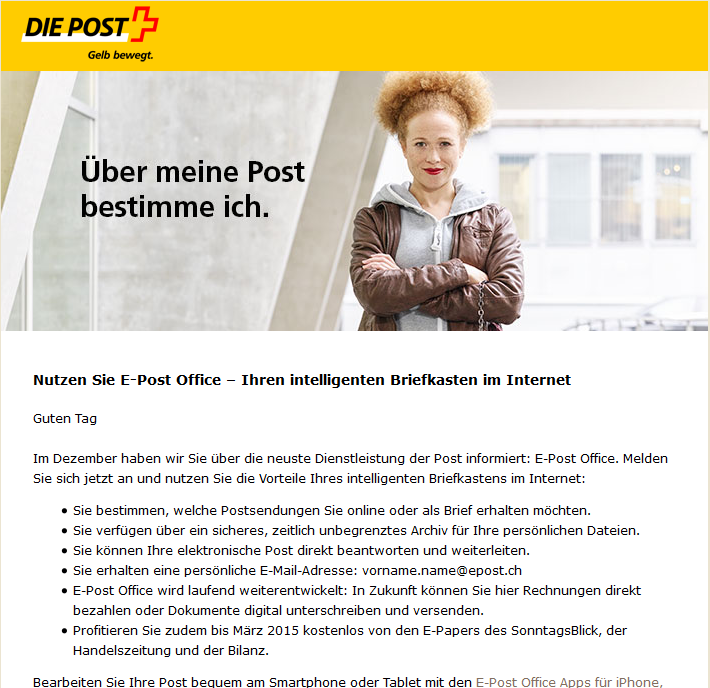 DIE POST
Gelb bewegt.
Über meine Post
bestimme ich.
Nutzen Sie E-Post Office – Ihren intelligenten Briefkasten im Internet
Guten Tag
Im Dezember haben wir Sie über die neuste Dienstleistung der Post informiert: E-Post Office. Melden
Sie sich jetzt an und nutzen Sie die Vorteile Ihres intelligenten Briefkastens im Internet:
• Sie bestimmen, welche Postsendungen Sie online oder als Brief erhalten möchten.
• Sie verfügen über ein sicheres, zeitlich unbegrenztes Archiv für Ihre persönlichen Dateien.
• Sie können Ihre elektronische Post direkt beantworten und weiterleiten.
• Sie erhalten eine persönliche E-Mail-Adresse: vorname.name@epost.ch
• E-Post Office wird laufend weiterentwickelt: In Zukunft können Sie hier Rechnungen direkt
bezahlen oder Dokumente digital unterschreiben und versenden.
• Profitieren Sie zudem bis März 2015 kostenlos von den E-Papers des SonntagsBlick, der
Handelszeitung und der Bilanz.
Bearbeiten Sie Ihre Post bequem am Smartphone oder Tablet mit den E-Post Office Apps für iPhone,